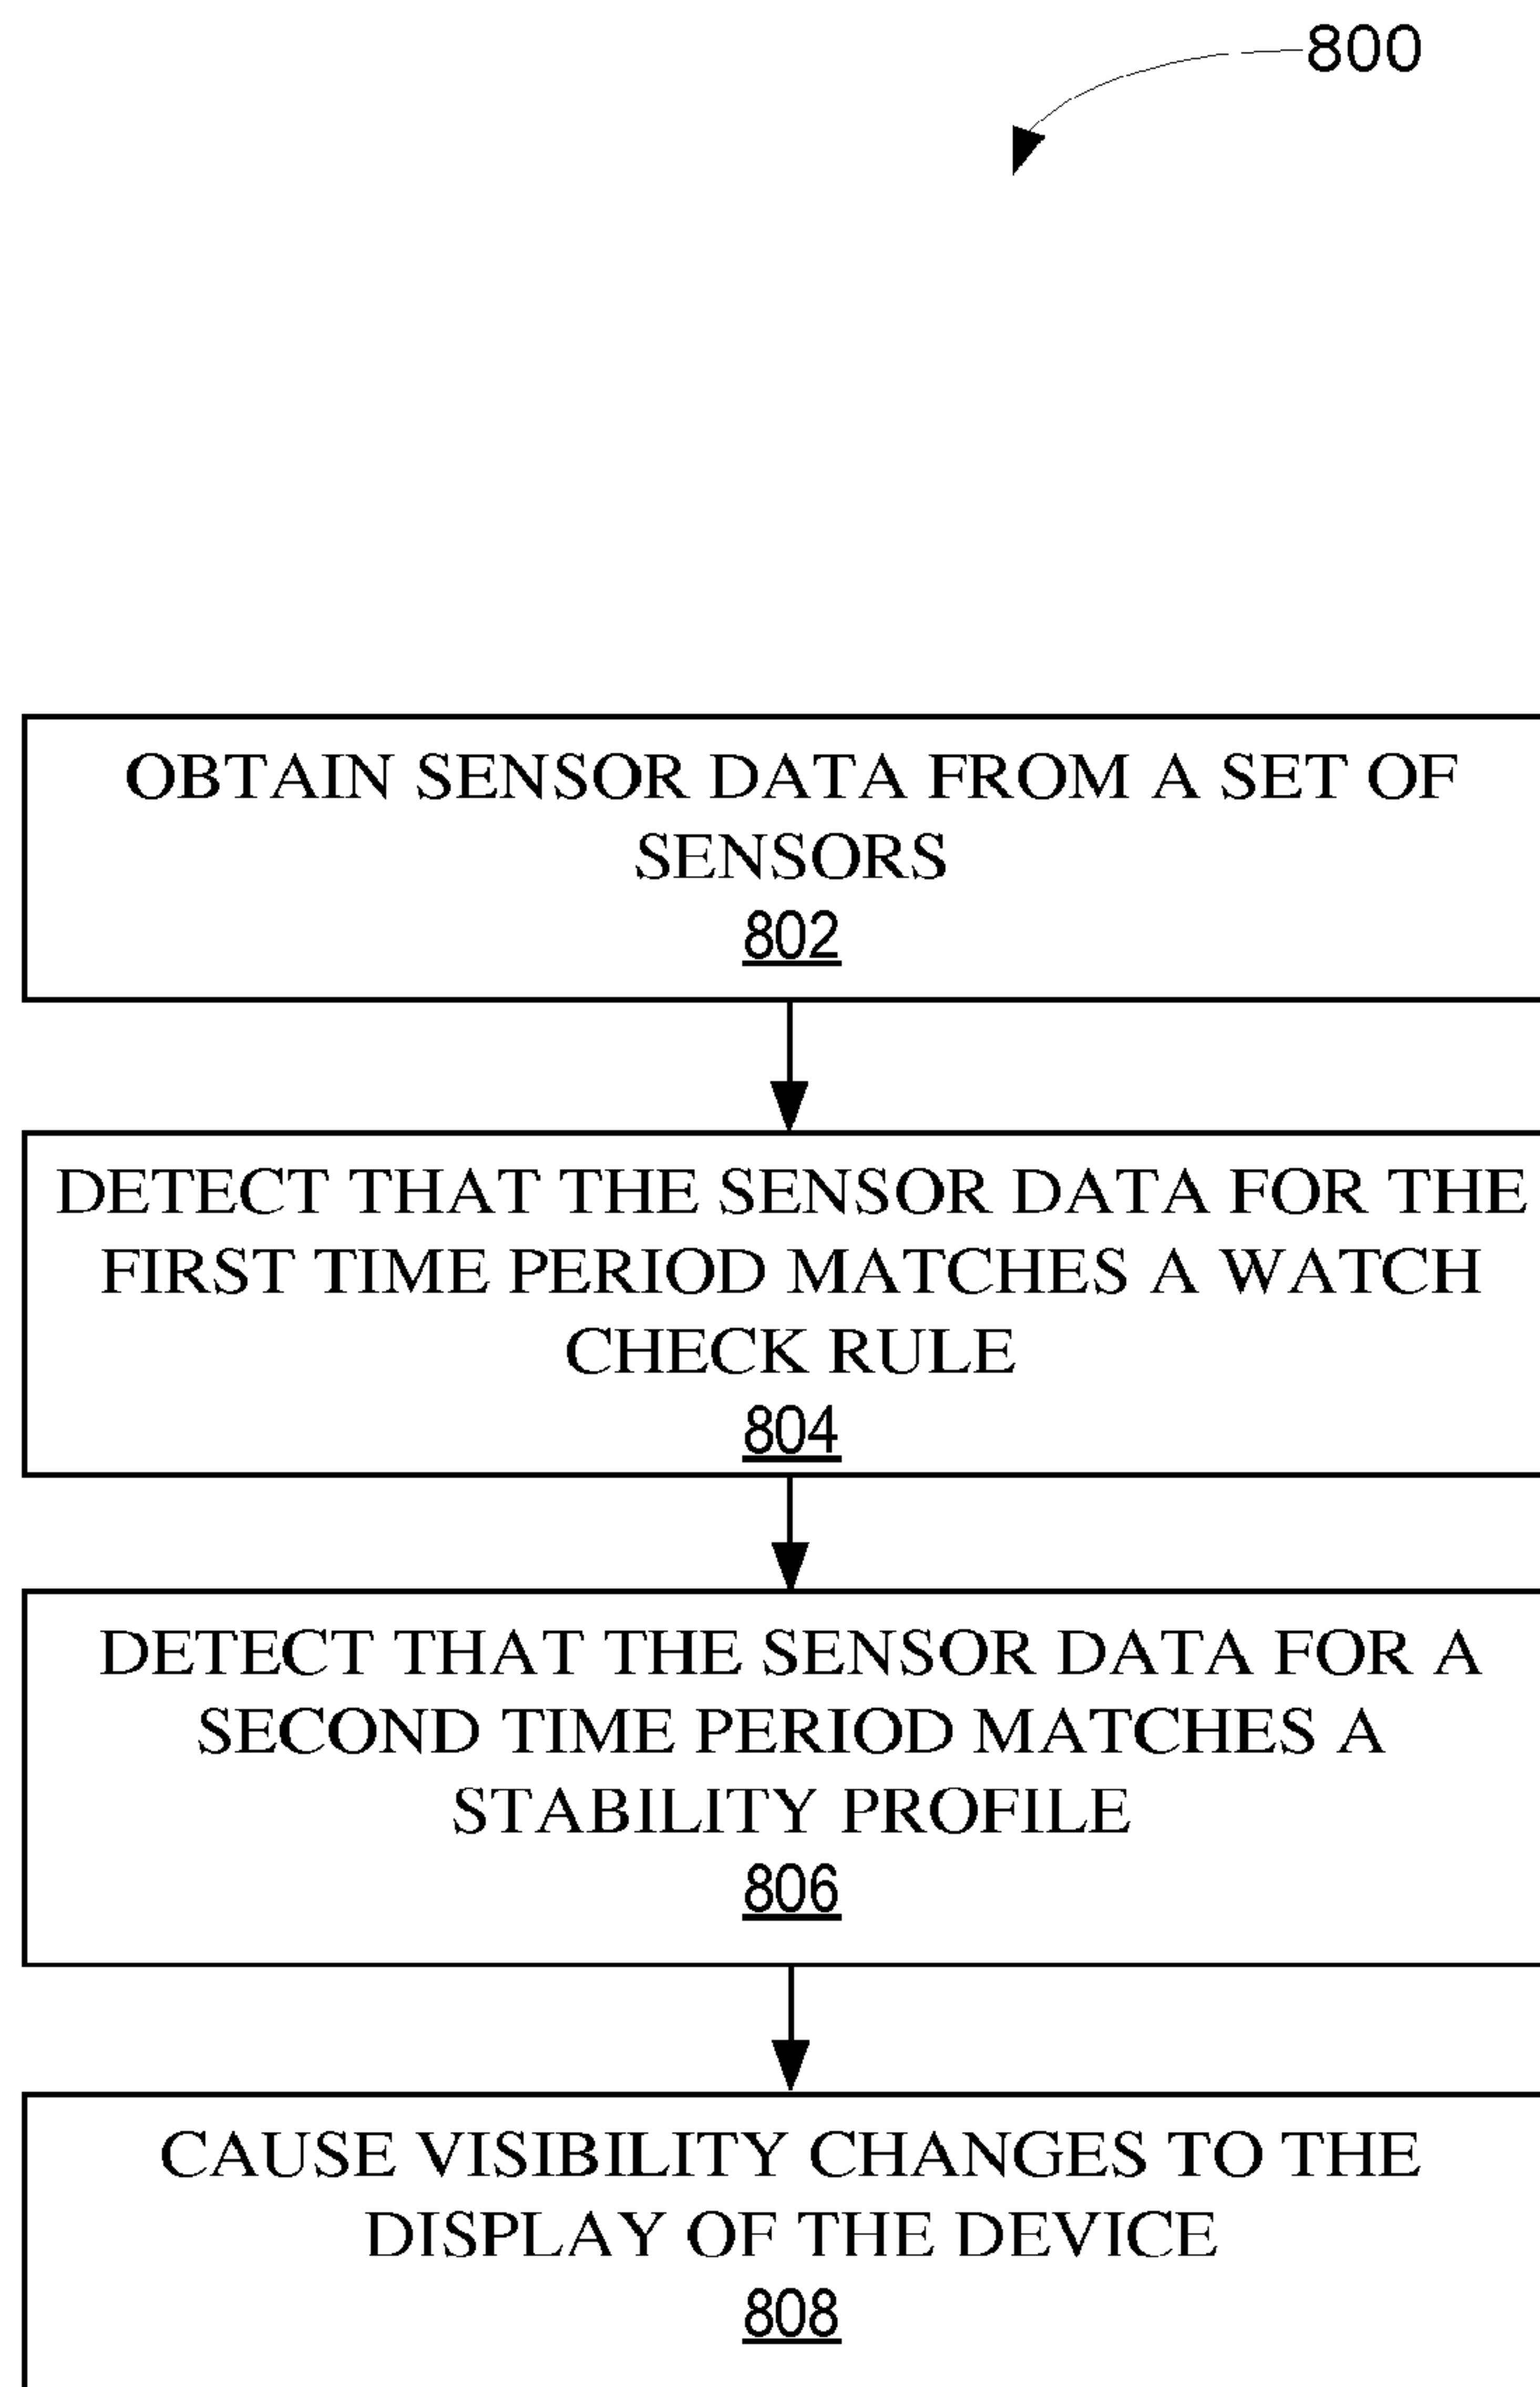 800
OBTAIN SENSOR DATA FROM A SET OF
SENSORS
802
DETECT THAT THE SENSOR DATA FOR THE
FIRST TIME PERIOD MATCHES A WATCH
CHECK RULE
804
DETECT THAT THE SENSOR DATA FOR A
SECOND TIME PERIOD MATCHES A
STABILITY PROFILE
806
CAUSE VISIBILITY CHANGES TO THE
DISPLAY OF THE DEVICE
808